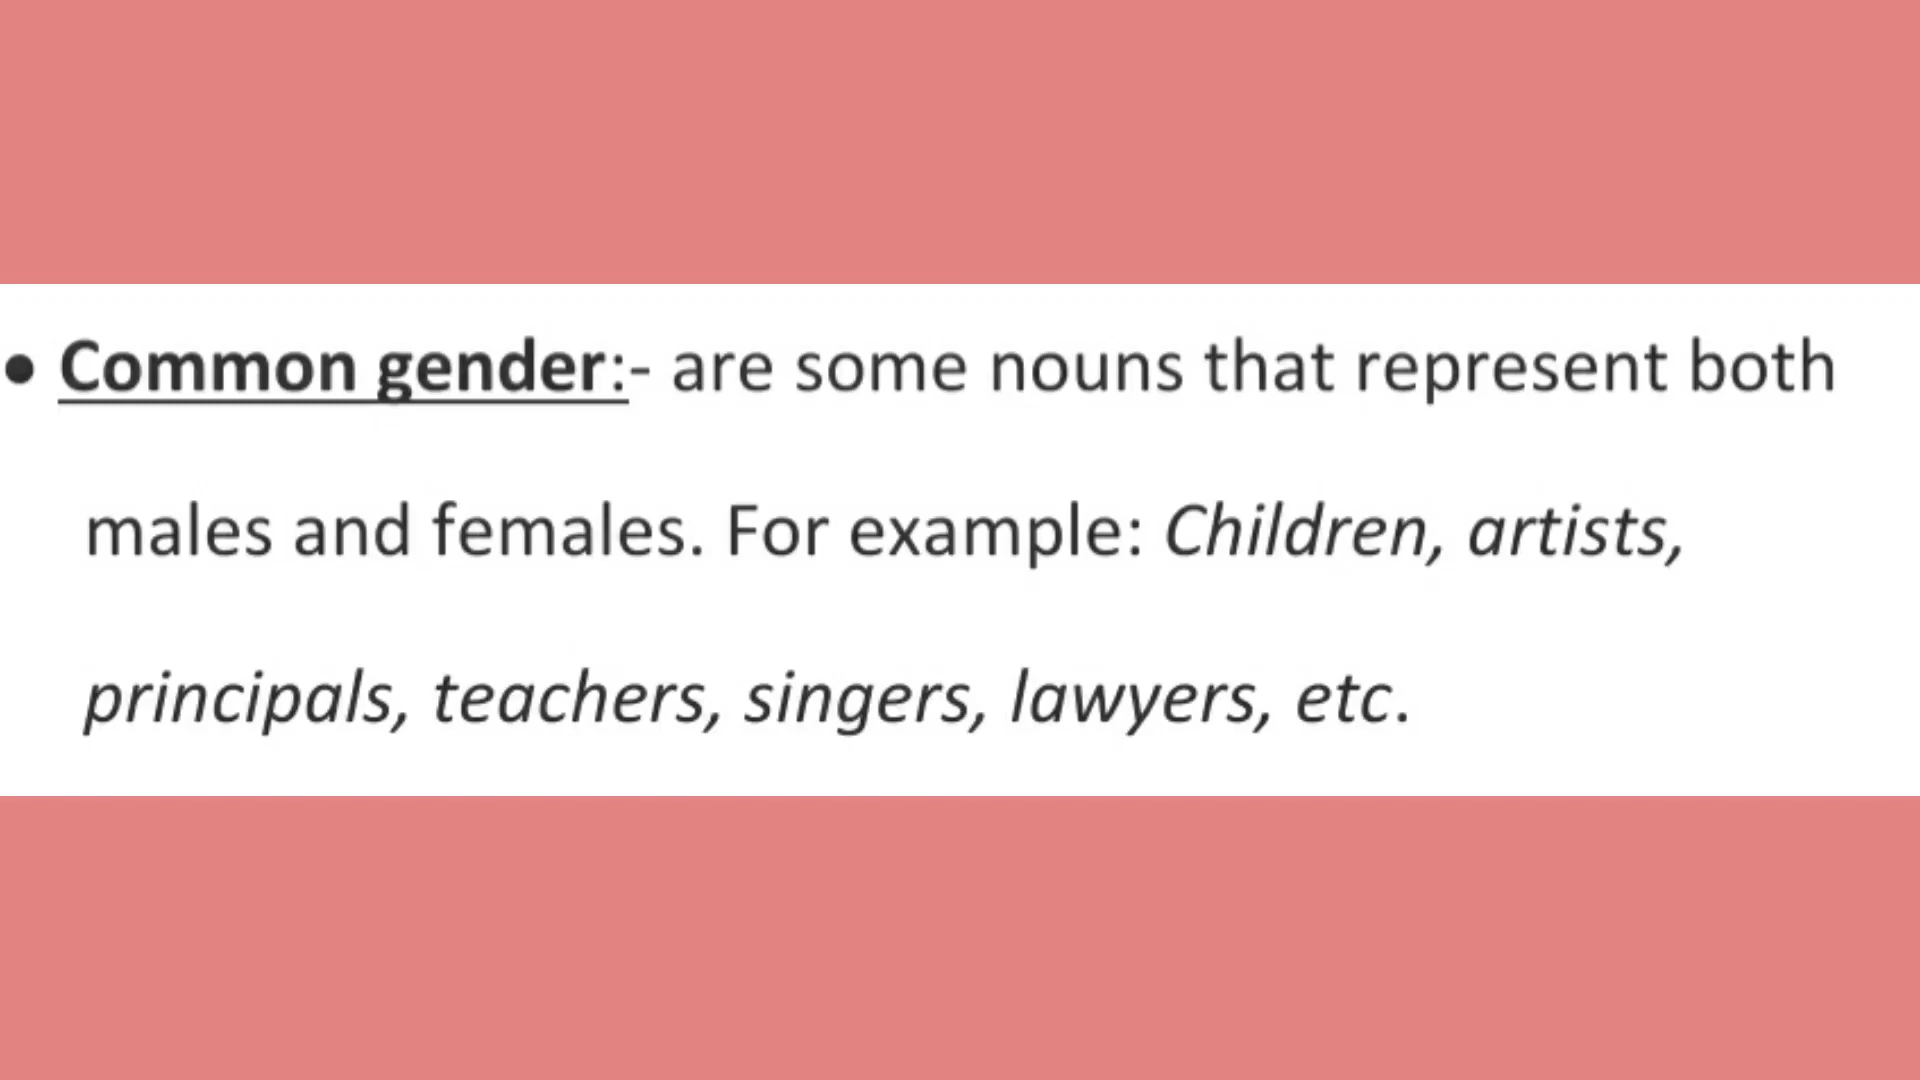 • Common gender:- are some nouns that represent both
males and females. For example: Children, artists,
principals, teachers, singers, lawyers, etc.